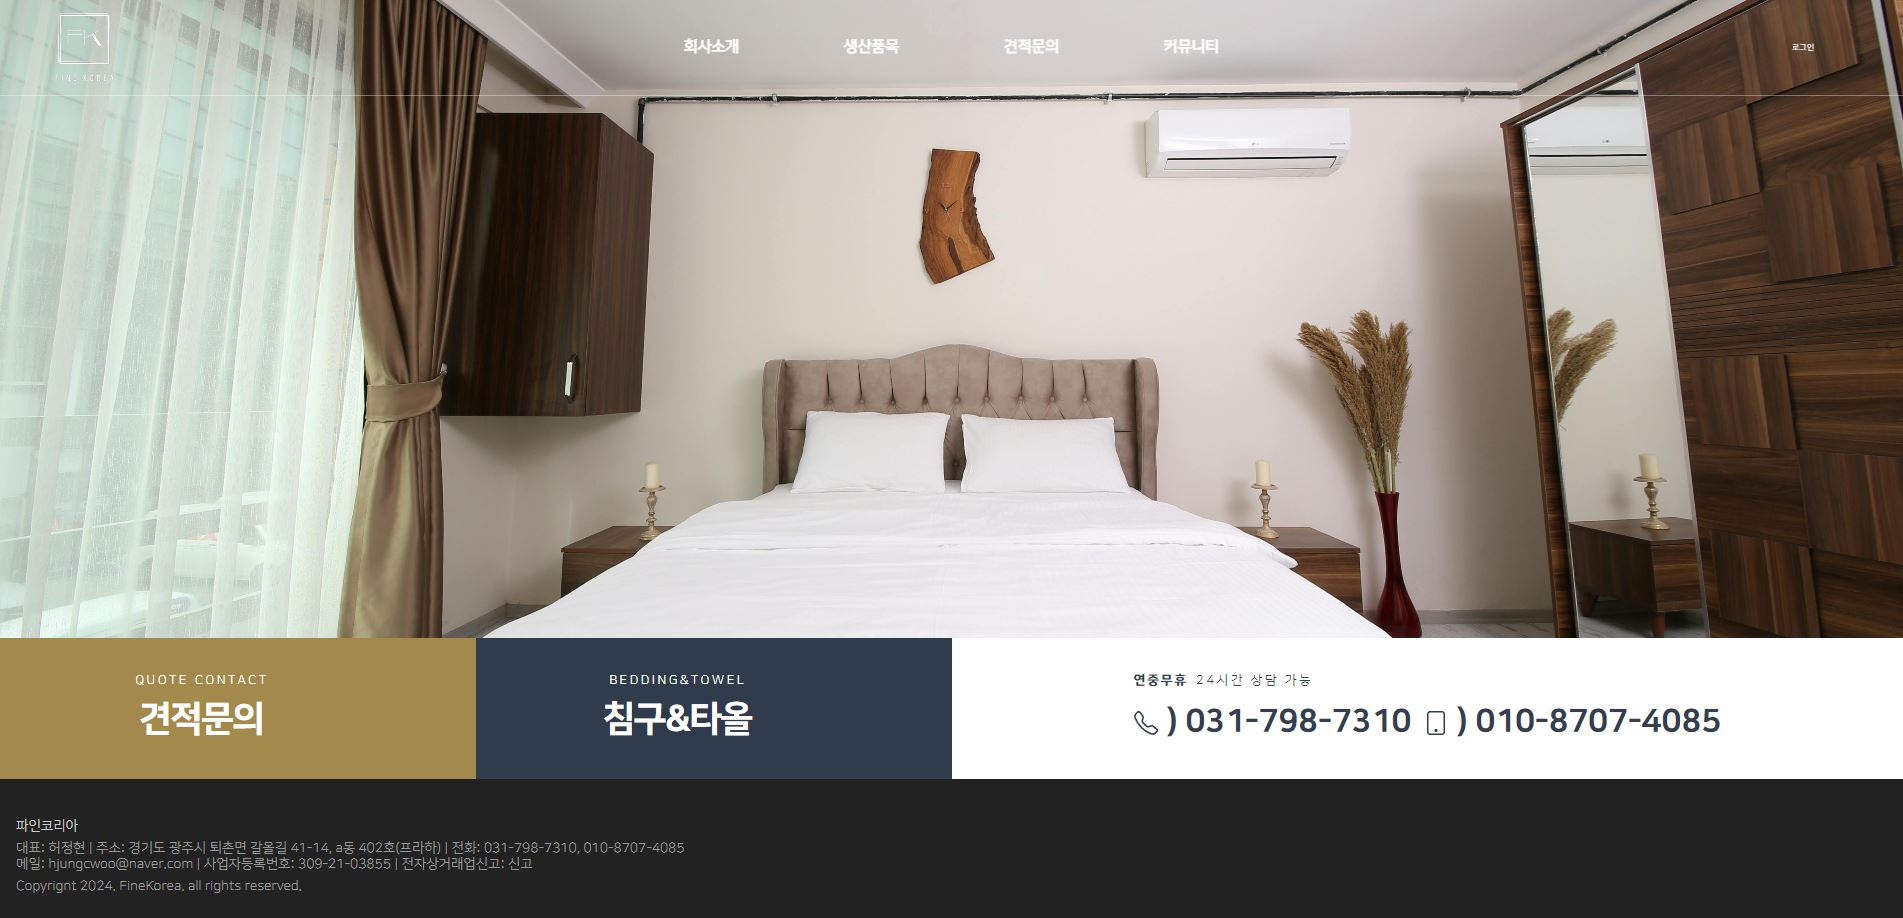 FK
FINE KOREA
회사소개 생산품목 견적문의 커뮤니티 로그인
QUOTE CONTACT
견적문의
BEDDING&TOWEL
침구&타올
연중무휴 24시간 상담 가능
) 031-798-7310 ) 010-8707-4085
파인코리아
대표: 허정현 | 주소: 경기도 광주시 퇴촌면 갈올길 41-14, a동 402호(프라하) | 전화: 031-798-7310, 010-8707-4085
메일: hjungcwoo@naver.com | 사업자등록번호: 309-21-03855 | 전자상거래업신고: 신고
Copyrignt 2024. FineKorea. all rights reserved.